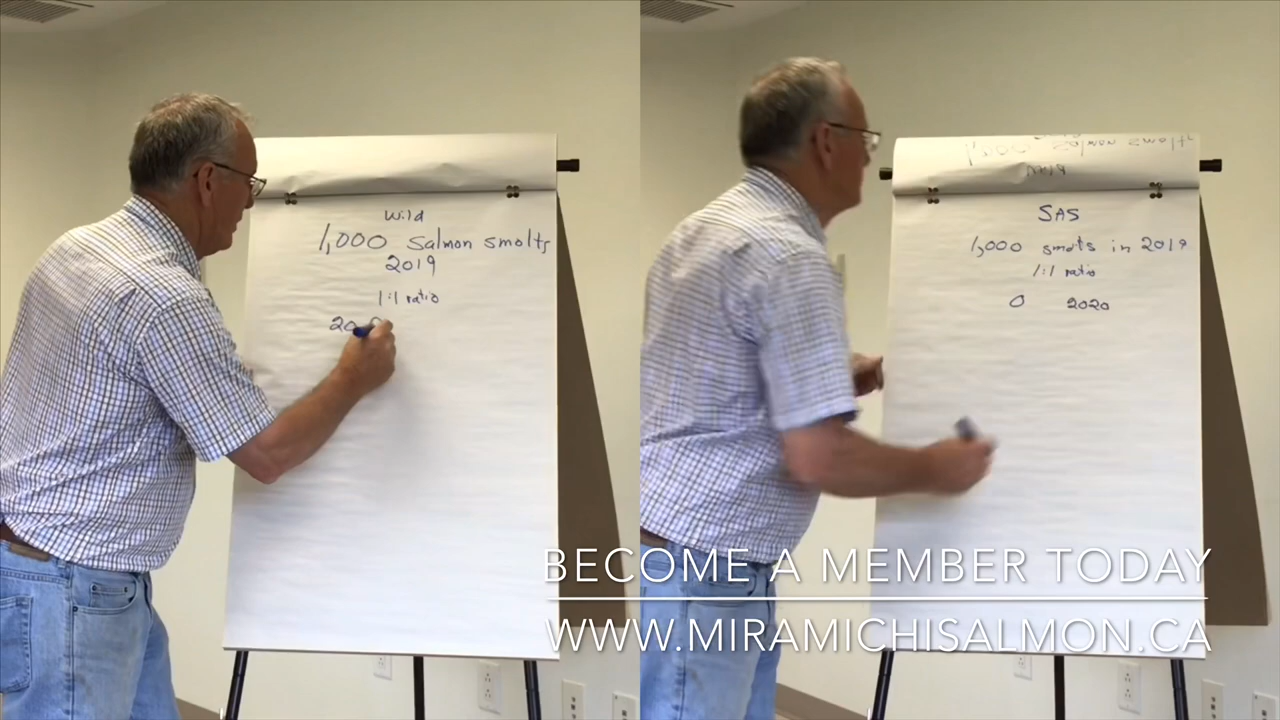 Wild
1,000 Salmon smolts
2019
1:1 ratio
SAS
1,000 smolts in 2019
1:1 ratio
0 2020
BECOME A MEMBER TODAY
WWW.MIRAMICHISALMON.CA